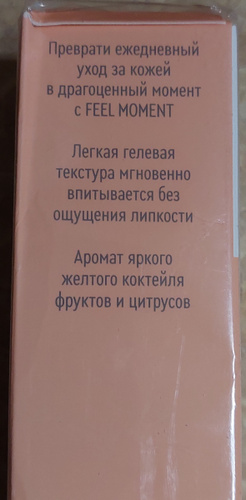 Преврати ежедневный
уход за кожей
в драгоценный момент
с FEEL MOMENT
Легкая гелевая
текстура мгновенно
впитывается без
ощущения липкости
Аромат яркого
желтого коктейля
фруктов и цитрусов